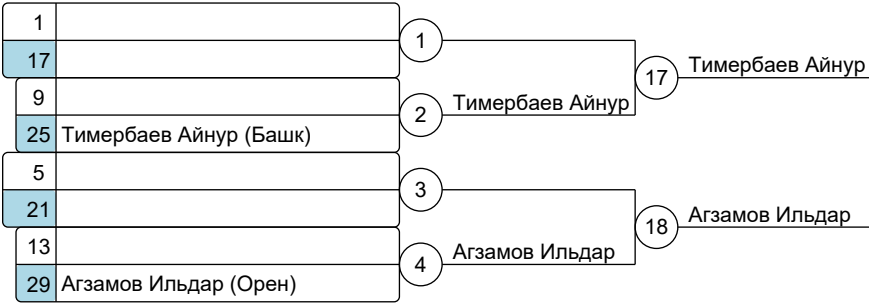 1
17
1
9
25 Тимербаев Айнур (Башк)
2 Тимербаев Айнур
17 Тимербаев Айнур
5
21
3
13
29 Агзамов Ильдар (Орен)
4 Агзамов Ильдар
18 Агзамов Ильдар